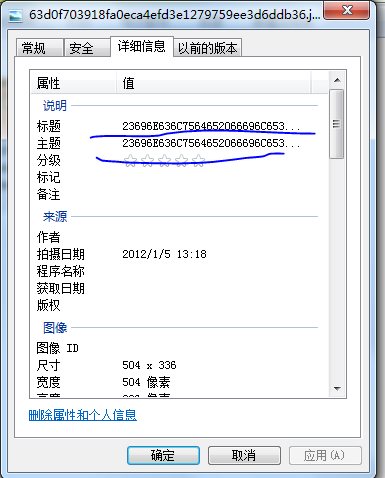 63d0f703918fa0eca4efd3e1279759ee3d6ddb36.j...
常规 安全 详细信息 以前的版本
属性 值
说明
标题 23696E636C7564652066696C653...
主题 23696E636C7564652066696C653...
分级
标记
备注
来源
作者
拍摄日期 2012/1/5 13:18
程序名称
获取日期
版权
图像
图像 ID
尺寸 504 x 336
宽度 504 像素
删除属性和个人信息
确定 取消 应用(A)